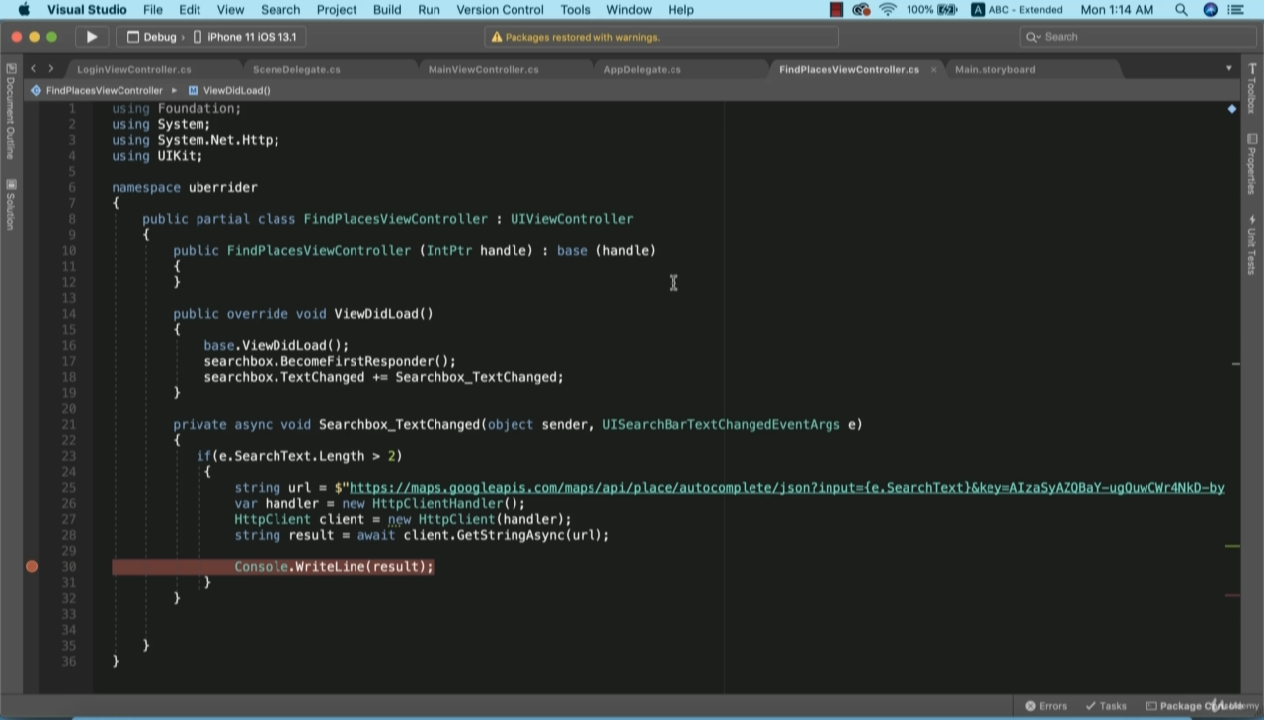 Visual Studio File Edit View Search Project Build Run Version Control Tools Window Help 100% A ABC - Extended Mon 1:14 AM
Debug › iPhone 11 iOS 13.1 Packages restored with warnings. Search
LoginViewController.cs SceneDelegate.cs MainViewController.cs AppDelegate.cs FindPlacesViewController.cs × Main.storyboard
FindPlacesViewController ▸ M ViewDidLoad()
Document Outline
Solution
Toolbox
Properties
Unit Tests
1 using Foundation;
2 using System;
3 using System.Net.Http;
4 using UIKit;
5
6 namespace uberrider
7 {
8 public partial class FindPlacesViewController : UIViewController
9 {
10 public FindPlacesViewController (IntPtr handle) : base (handle)
11 {
12 }
13
14 public override void ViewDidLoad()
15 {
16 base.ViewDidLoad();
17 searchbox.BecomeFirstResponder();
18 searchbox.TextChanged += Searchbox_TextChanged;
19 }
20
21 private async void Searchbox_TextChanged(object sender, UISearchBarTextChangedEventArgs e)
22 {
23 if(e.SearchText.Length > 2)
24 {
25 string url = $"https://maps.googleapis.com/maps/api/place/autocomplete/json?input={e.SearchText}&key=
26 var handler = new HttpClientHandler();
27 HttpClient client = new HttpClient(handler);
28 string result = await client.GetStringAsync(url);
29
30 Console.WriteLine(result);
31 }
32 }
33
34
35 }
36 }
Errors Tasks Package